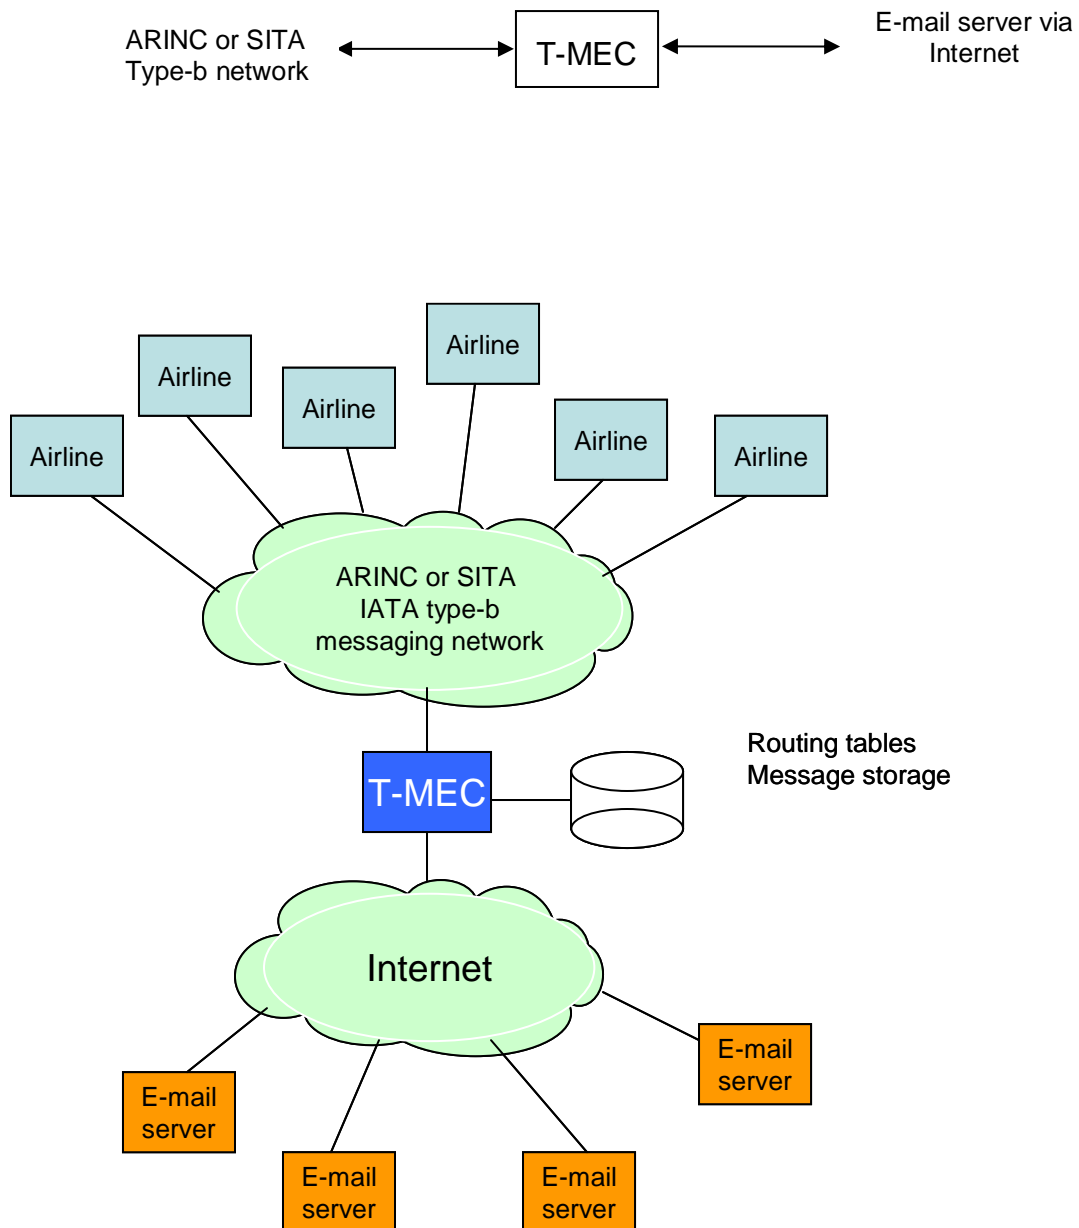 ARINC or SITA
Type-b network
T-MEC
E-mail server via
Internet
Airline
Airline
Airline
Airline
Airline
Airline
ARINC or SITA
IATA type-b
messaging network
T-MEC
Routing tables
Message storage
Internet
E-mail
server
E-mail
server
E-mail
server
E-mail
server